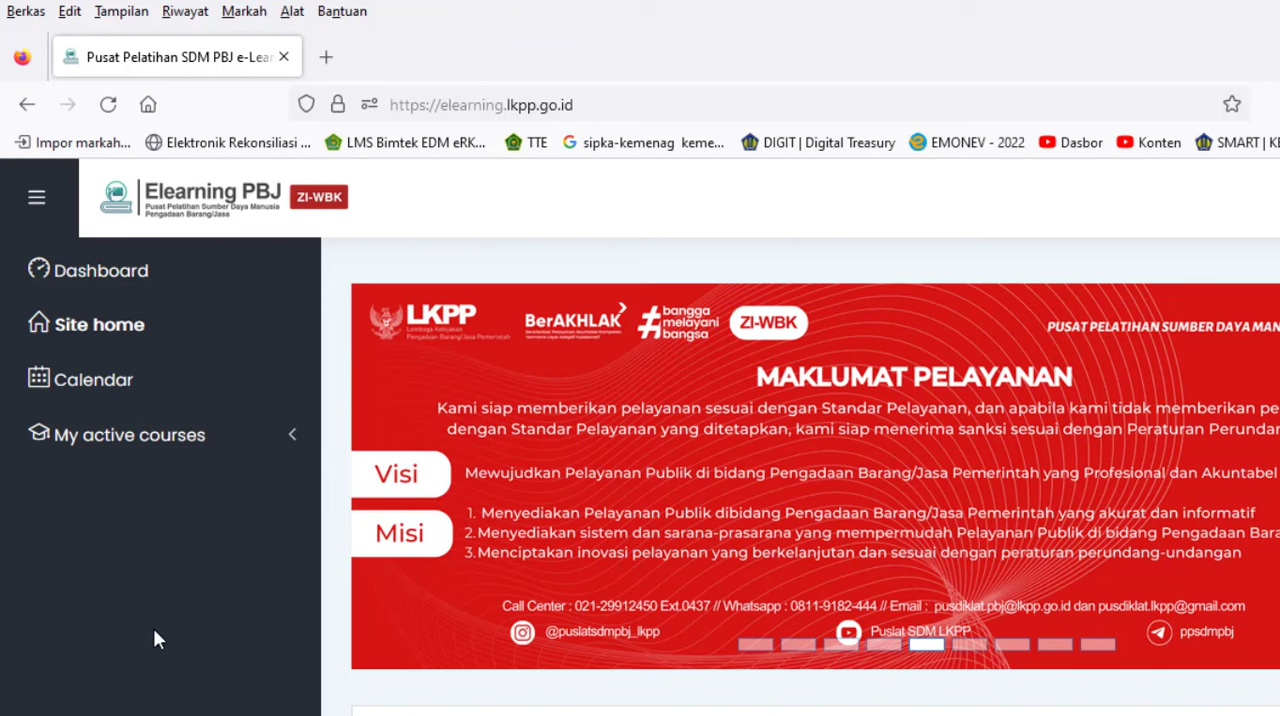 Berkas Edit Tampilan Riwayat Markah Alat Bantuan
Pusat Pelatihan SDM PBJ e-Lear
https://elearning.lkpp.go.id
Impor markah... Elektronik Rekonsiliasi ... LMS Bimtek EDM eRK... TTE sipka-kemenag keme... DIGIT | Digital Treasury EMONEV - 2022 Dasbor Konten SMART | KE
Elearning PBJ ZI-WBK
Pusat Pelatihan Sumber Daya Manusia
Pengadaan Barang/Jasa
Dashboard
Site home
Calendar
My active courses
LKPP
Lembaga Kebijakan
Pengadaan Barang/Jasa Pemerintah
BerAKHLAK
#bangga
melayani
bangsa
ZI-WBK
PUSAT PELATIHAN SUMBER DAYA MAN
MAKLUMAT PELAYANAN
Kami siap memberikan pelayanan sesuai dengan Standar Pelayanan, dan apabila kami tidak memberikan pe
dengan Standar Pelayanan yang ditetapkan, kami siap menerima sanksi sesuai dengan Peraturan Perundan
Visi
Mewujudkan Pelayanan Publik di bidang Pengadaan Barang/Jasa Pemerintah yang Profesional dan Akuntabel
Misi
1. Menyediakan Pelayanan Publik dibidang Pengadaan Barang/Jasa Pemerintah yang akurat dan informatif
2.Menyediakan sistem dan sarana-prasarana yang mempermudah Pelayanan Publik di bidang Pengadaan Bara
3.Menciptakan inovasi pelayanan yang berkelanjutan dan sesuai dengan peraturan perundang-undangan
Call Center : 021-29912450 Ext.0437 // Whatsapp : 0811-9182-444 // Email : pusdiklat.pbj@lkpp.go.id dan pusdiklat.lkpp@gmail.com
@puslatsdmpbj_lkpp Puslat SDM LKPP ppsdmpbj